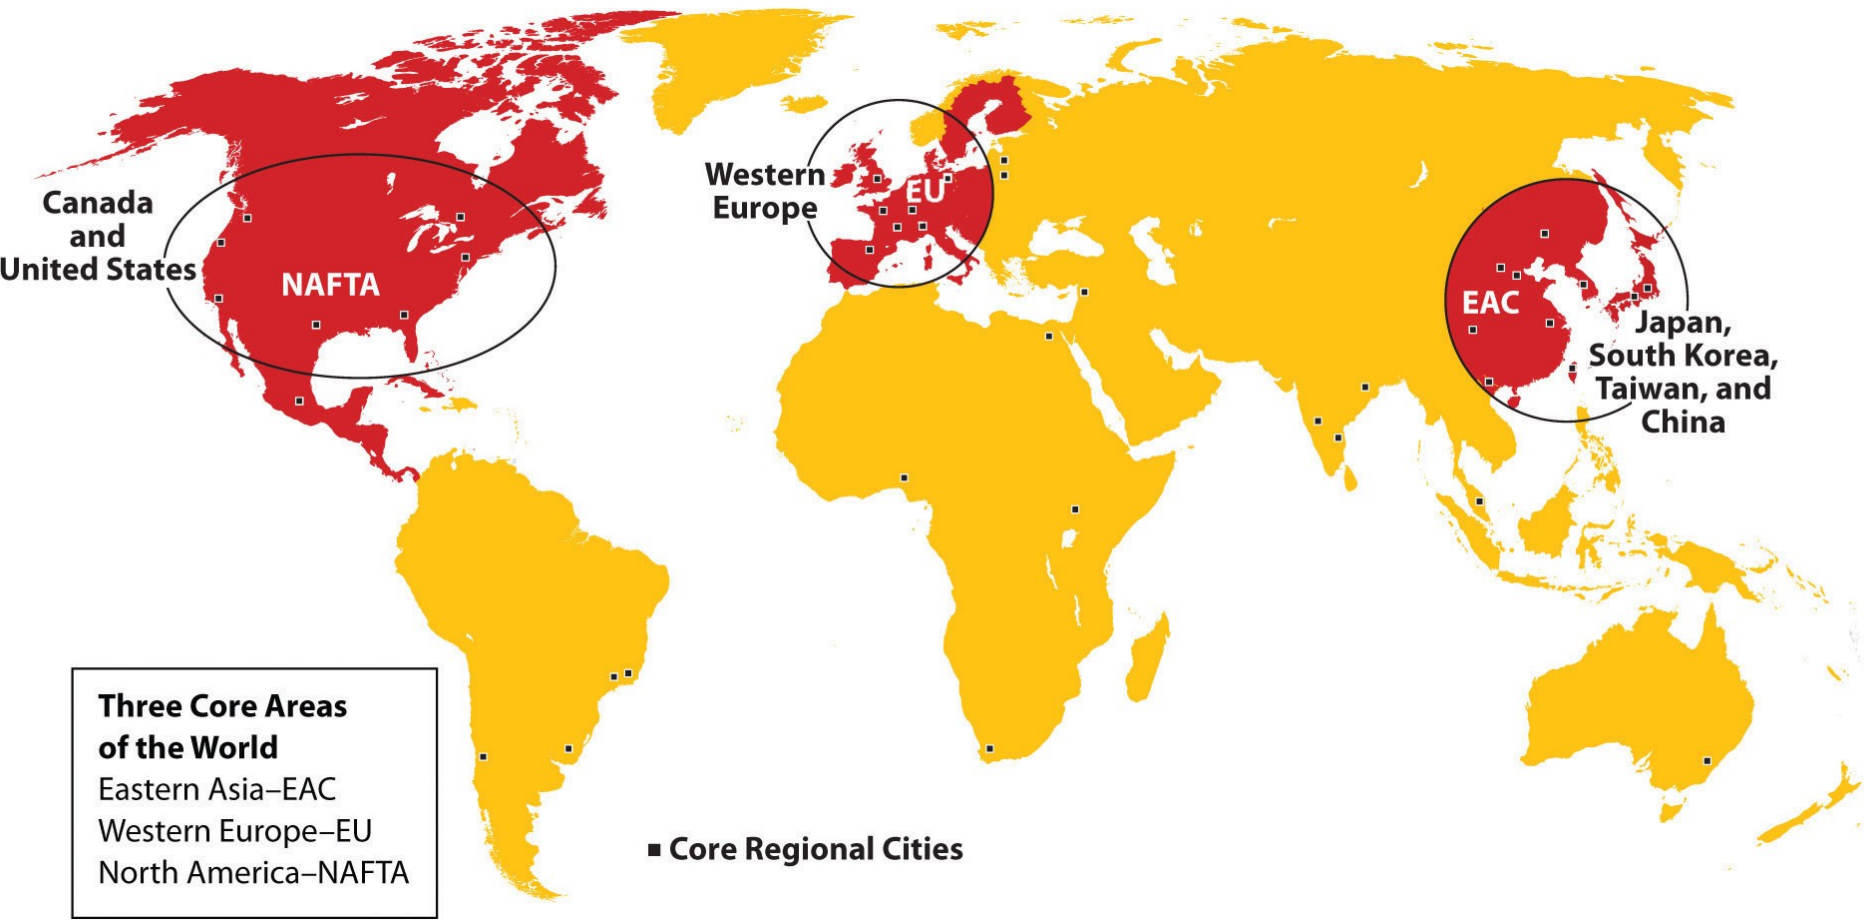 Canada
and
United States
NAFTA
Western
Europe
EU
EAC
Japan,
South Korea,
Taiwan, and
China
Three Core Areas
of the World
Eastern Asia–EAC
Western Europe–EU
North America–NAFTA
Core Regional Cities